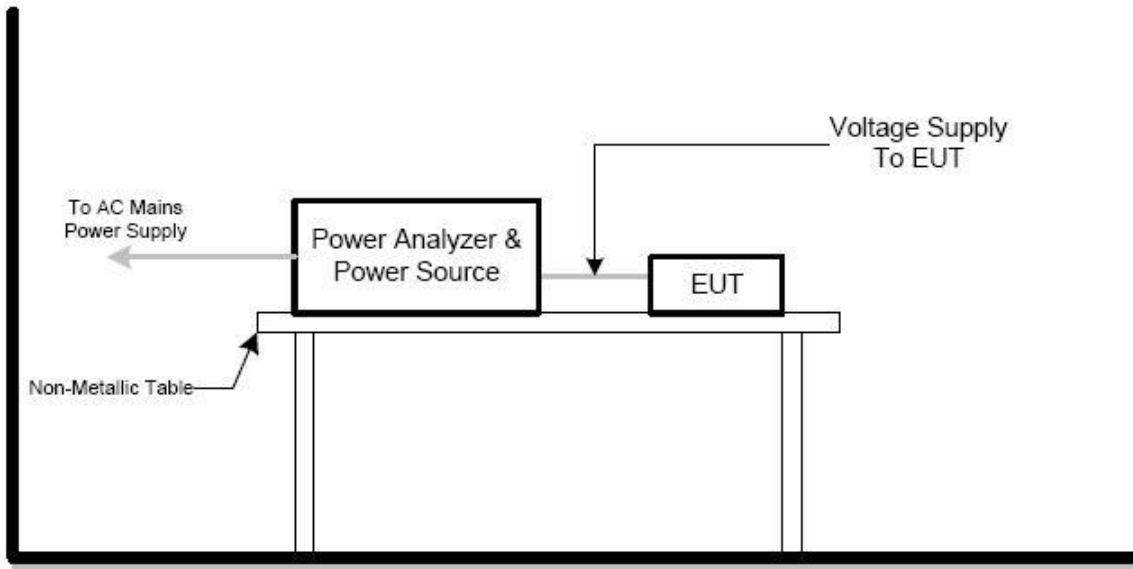 Voltage Supply
To EUT
To AC Mains
Power Supply
Power Analyzer &
Power Source
EUT
Non-Metallic Table